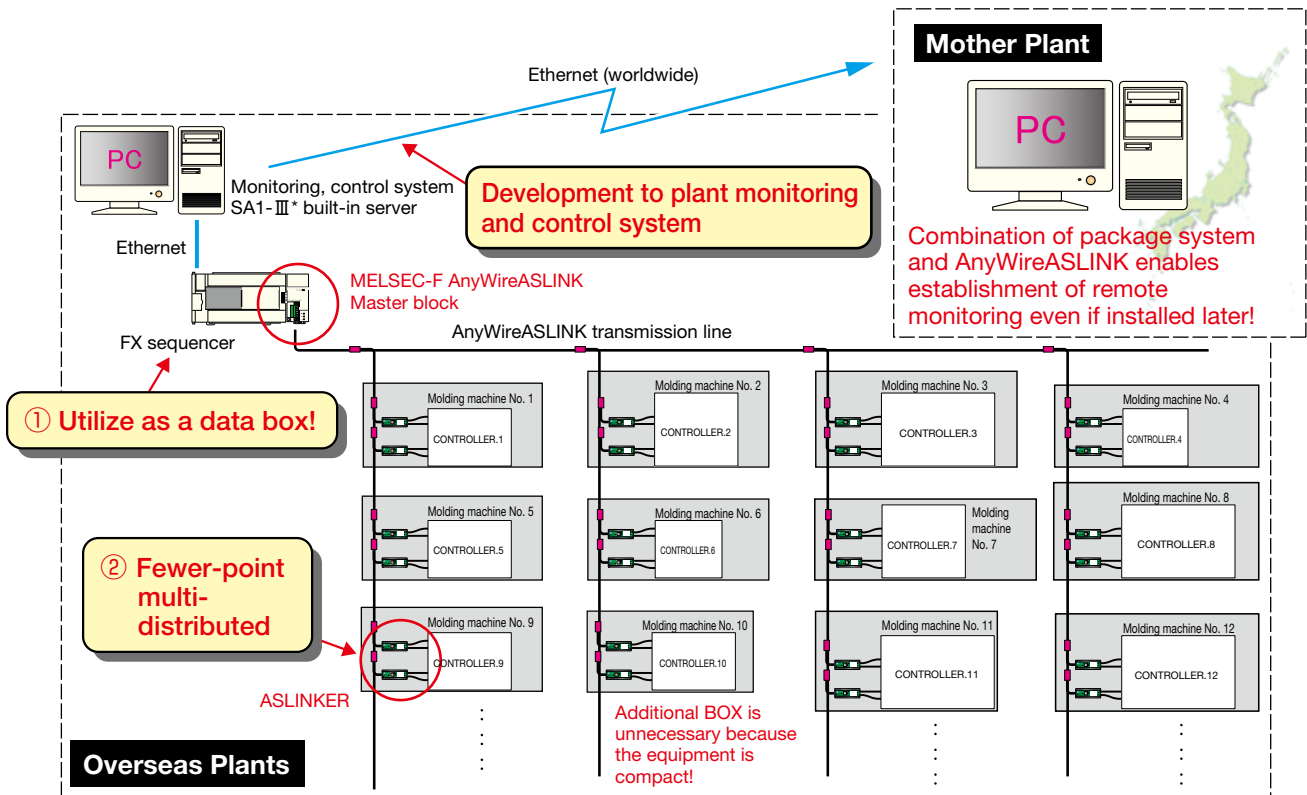 Mother Plant
Ethernet (worldwide)
PC
PC
Monitoring, control system
SA1-Ⅲ* built-in server
Development to plant monitoring
and control system
Combination of package system
and AnyWireASLINK enables
establishment of remote
monitoring even if installed later!
Ethernet
MELSEC-F AnyWireASLINK
Master block
FX sequencer
AnyWireASLINK transmission line
① Utilize as a data box!
Molding machine No. 1
CONTROLLER.1
Molding machine No. 2
CONTROLLER.2
Molding machine No. 3
CONTROLLER.3
Molding machine No. 4
CONTROLLER.4
Molding machine No. 5
CONTROLLER.5
Molding machine No. 6
CONTROLLER.6
Molding
machine
No. 7
CONTROLLER.7
Molding machine No. 8
CONTROLLER.8
② Fewer-point
multi-
distributed
Molding machine No. 9
CONTROLLER.9
Molding machine No. 10
CONTROLLER.10
Molding machine No. 11
CONTROLLER.11
Molding machine No. 12
CONTROLLER.12
ASLINKER
Additional BOX is
unnecessary because
the equipment is
compact!
Overseas Plants